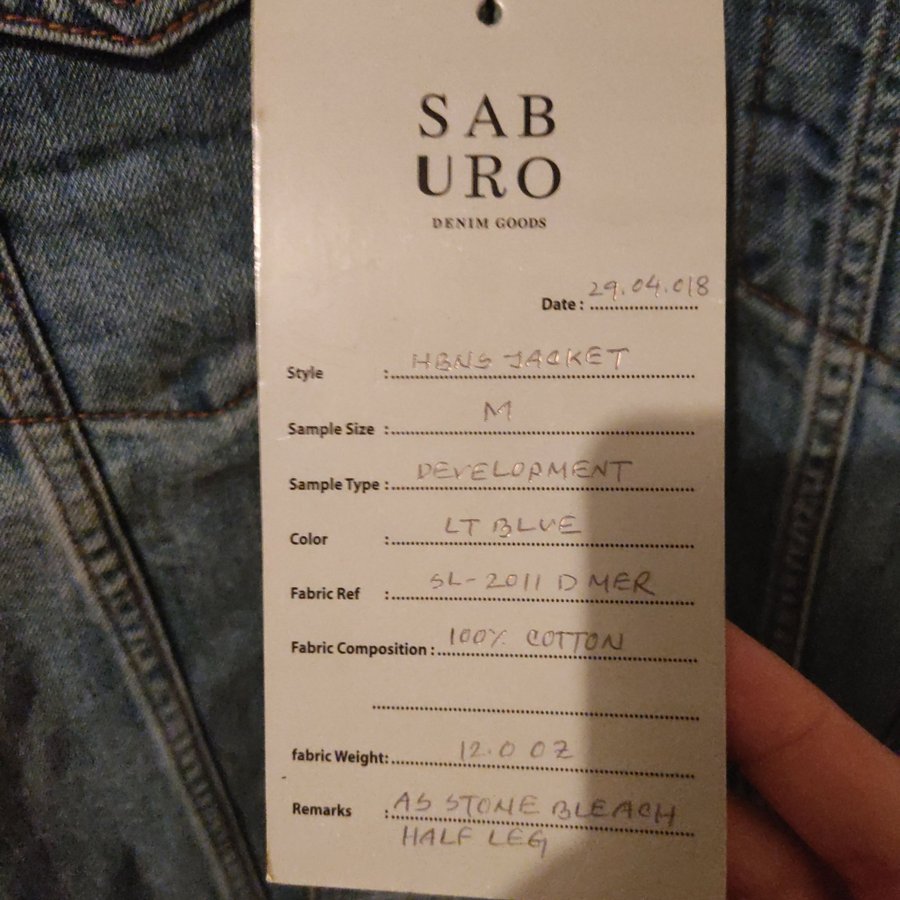 SAB
URO
DENIM GOODS
Date : 29.04.018
Style : HBNS JACKET
Sample Size : M
Sample Type : DEVELOPMENT
Color : LT BLUE
Fabric Ref : SL-2011 D MER
Fabric Composition : 100% COTTON
fabric Weight: 12.0 OZ
Remarks : AS STONE BLEACH
HALF LEG